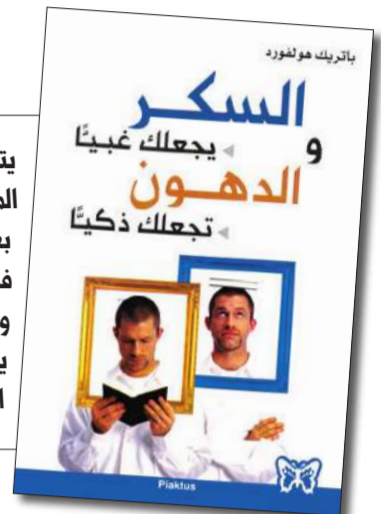 باتريك هولفورد
السكر
يجعلك غبيًا
و
الدهون
تجعلك ذكيًا
Piaktus